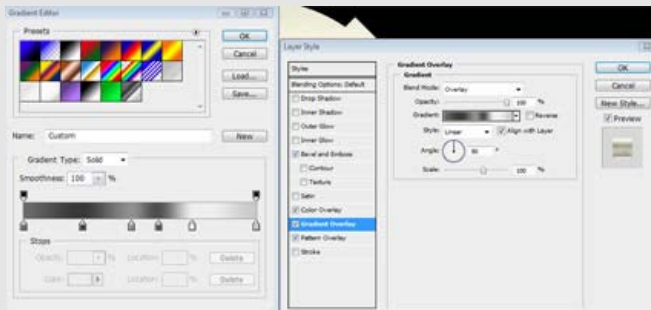 Gradient Editor
Presets
OK
Cancel
Load...
Save...
Name: Custom
New
Gradient Type: Solid
Smoothness: 100 %
Stops
Opacity: % Location: % Delete
Color: Location: % Delete
Layer Style
Styles
Blending Options: Default
Drop Shadow
Inner Shadow
Outer Glow
Inner Glow
Bevel and Emboss
Contour
Texture
Satin
Color Overlay
Gradient Overlay
Pattern Overlay
Stroke
Gradient Overlay
Gradient
Blend Mode: Overlay
Opacity: 100 %
Gradient: Reverse
Style: Linear Align with Layer
Angle: 90 °
Scale: 100 %
OK
Cancel
New Style...
Preview